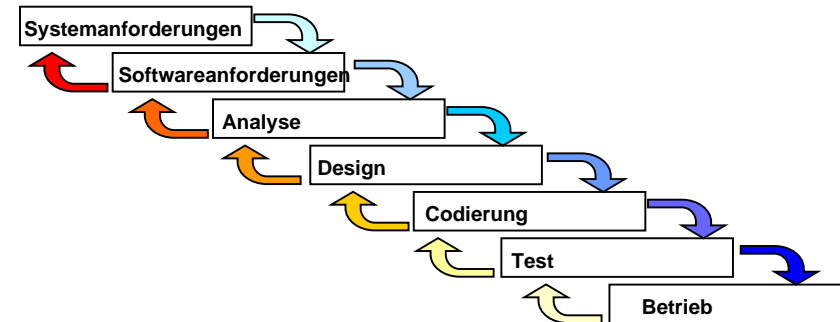 Systemanforderungen
Softwareanforderungen
Analyse
Design
Codierung
Test
Betrieb